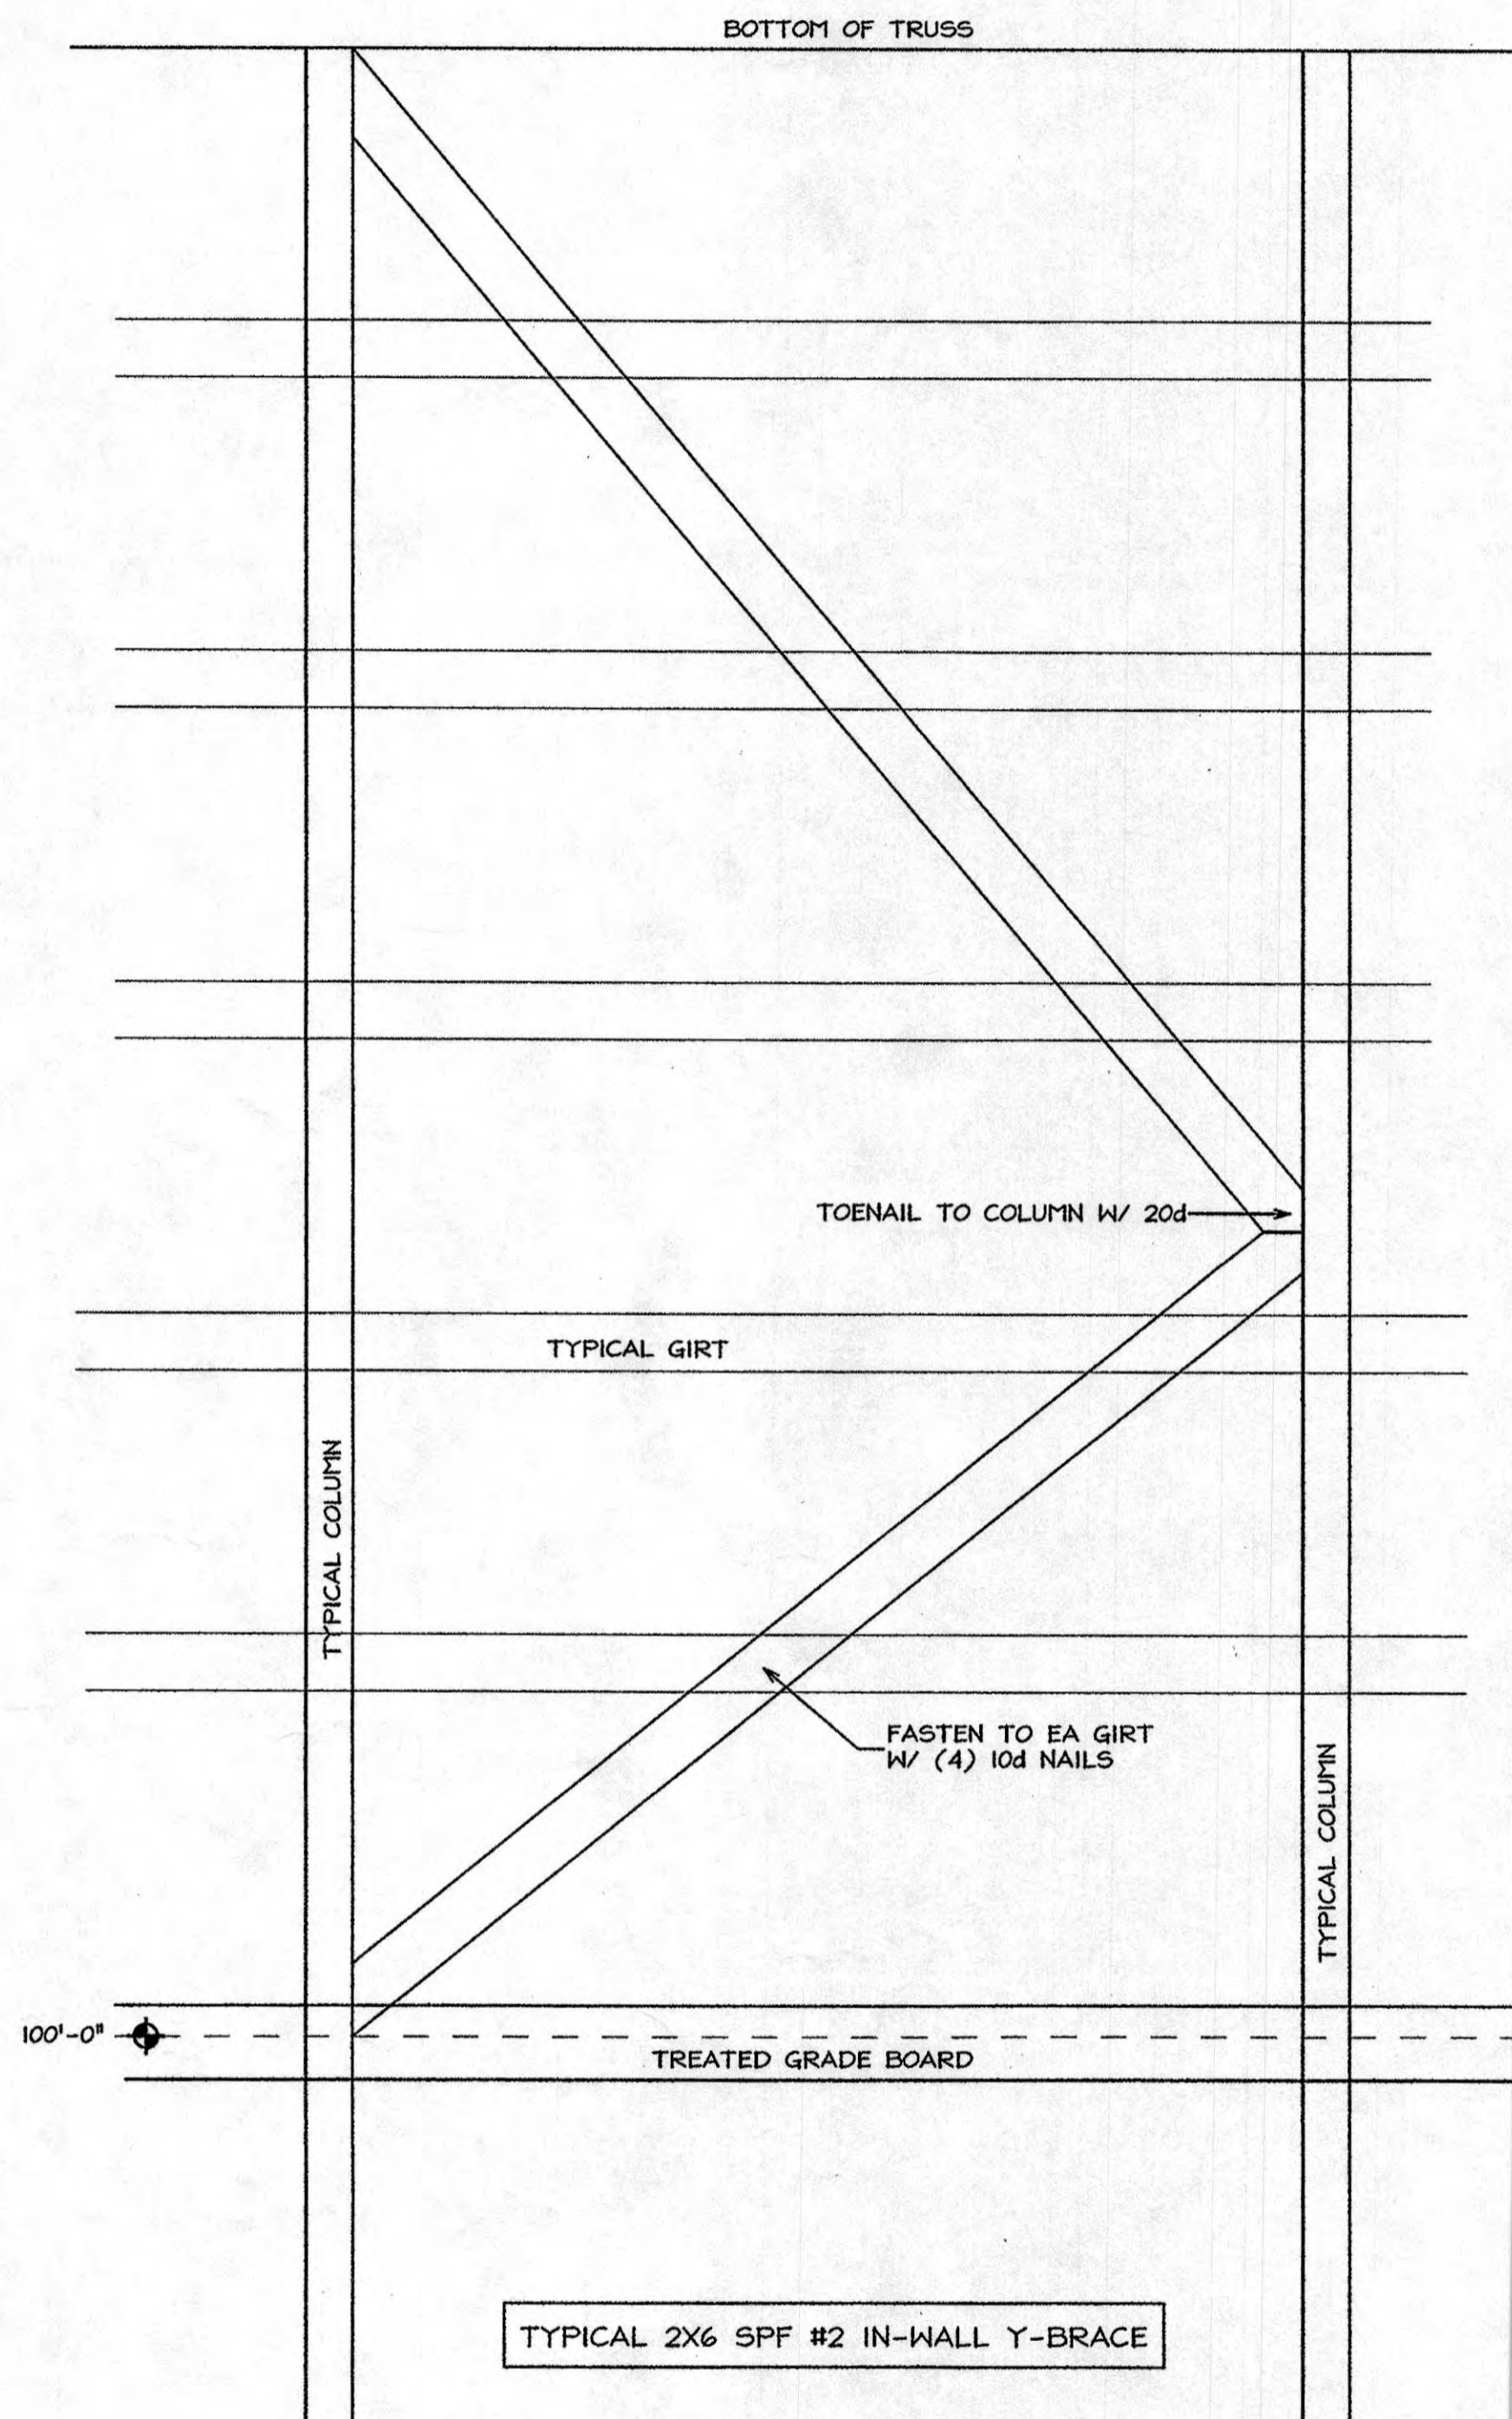 BOTTOM OF TRUSS
TOENAIL TO COLUMN W/ 20d
TYPICAL GIRT
TYPICAL COLUMN
FASTEN TO EA GIRT
W/ (4) 10d NAILS
TYPICAL COLUMN
100'-0"
TREATED GRADE BOARD
TYPICAL 2X6 SPF #2 IN-WALL Y-BRACE